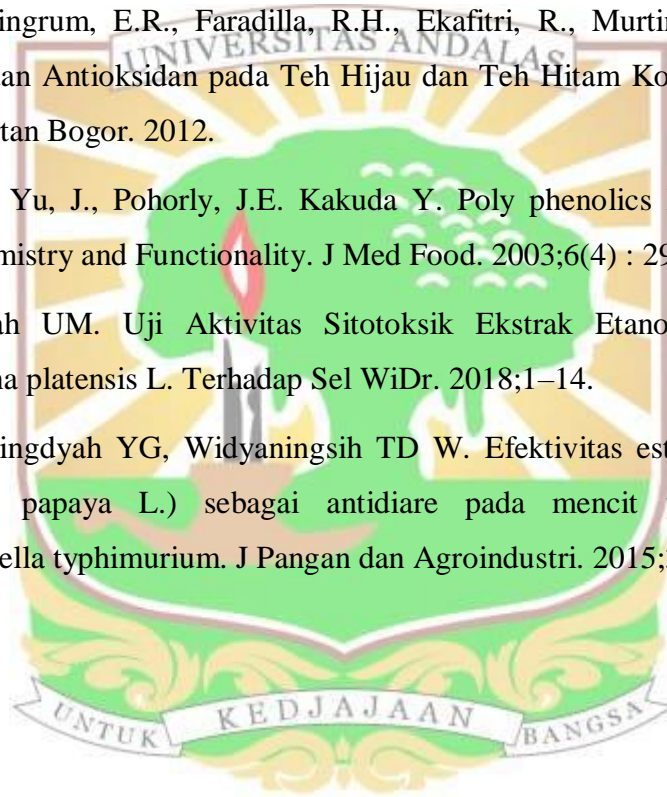 ingrum, E.R., Faradilla, R.H., Ekafitri, R., Murtin
UNIVERSITAS ANDALAS
dan Antioksidan pada Teh Hijau dan Teh Hitam Ko
tan Bogor. 2012.
Yu, J., Pohorly, J.E. Kakuda Y. Poly phenolics
mistry and Functionality. J Med Food. 2003;6(4) : 29
ah UM. Uji Aktivitas Sitotoksik Ekstrak Etano
na platensis L. Terhadap Sel WiDr. 2018;1–14.
ingdyah YG, Widyaningsih TD W. Efektivitas est
papaya L.) sebagai antidiare pada mencit
ella typhimurium. J Pangan dan Agroindustri. 2015;
UNTUK KEDJAJAAN BANGSA